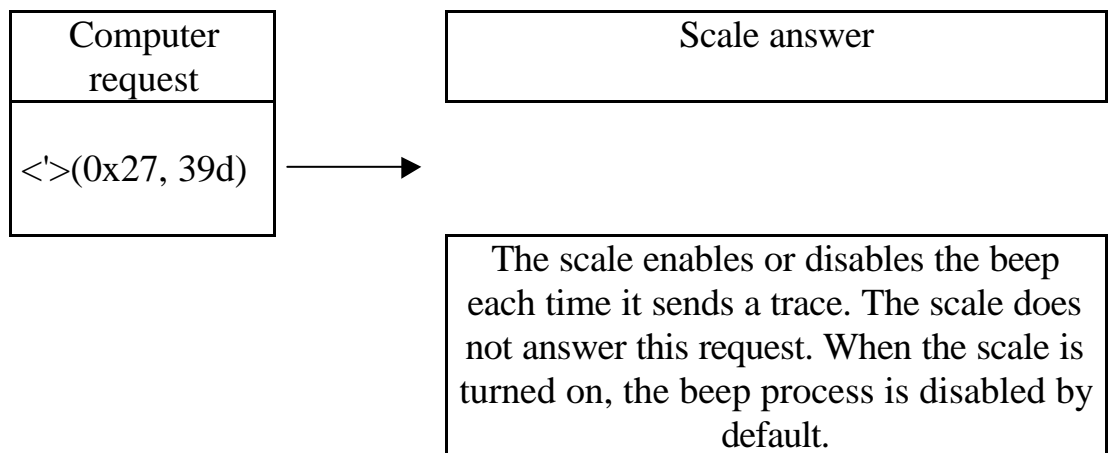 Computer
request
Scale answer
<'>(0x27, 39d)
The scale enables or disables the beep
each time it sends a trace. The scale does
not answer this request. When the scale is
turned on, the beep process is disabled by
default.